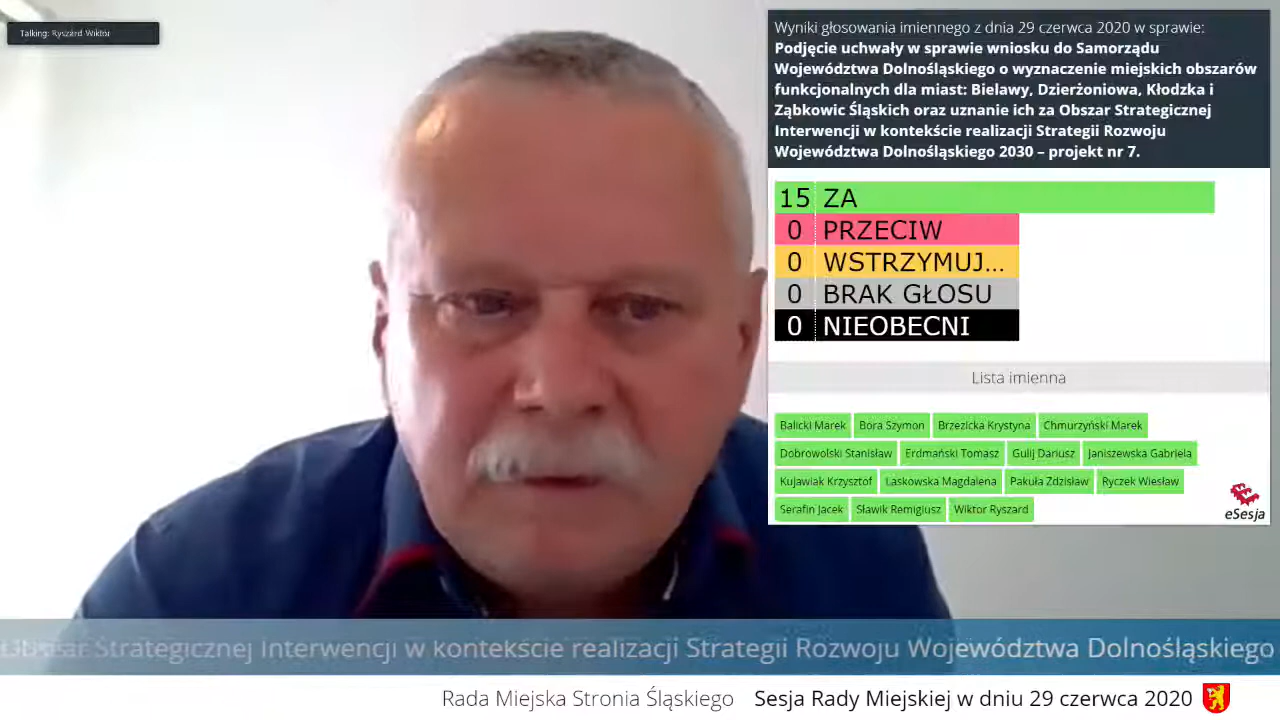 Talking: Ryszard Wiktor
Wyniki głosowania imiennego z dnia 29 czerwca 2020 w sprawie:
Podjęcie uchwały w sprawie wniosku do Samorządu
Województwa Dolnośląskiego o wyznaczenie miejskich obszarów
funkcjonalnych dla miast: Bielawy, Dzierżoniowa, Kłodzka i
Ząbkowic Śląskich oraz uznanie ich za Obszar Strategicznej
Interwencji w kontekście realizacji Strategii Rozwoju
Województwa Dolnośląskiego 2030 – projekt nr 7.
15 ZA
0 PRZECIW
0 WSTRZYMUJ...
0 BRAK GŁOSU
0 NIEOBECNI
Lista imienna
Balicki Marek Bora Szymon Brzezicka Krystyna Chmurzyński Marek
Dobrowolski Stanisław Erdmański Tomasz Gulij Dariusz Janiszewska Gabriela
Kujawiak Krzysztof Laskowska Magdalena Pakuła Zdzisław Ryczek Wiesław
Serafin Jacek Sławik Remigiusz Wiktor Ryszard
eSesja
Obszar Strategicznej Interwencji w kontekście realizacji Strategii Rozwoju Województwa Dolnośląskiego
Rada Miejska Stronia Śląskiego Sesja Rady Miejskiej w dniu 29 czerwca 2020